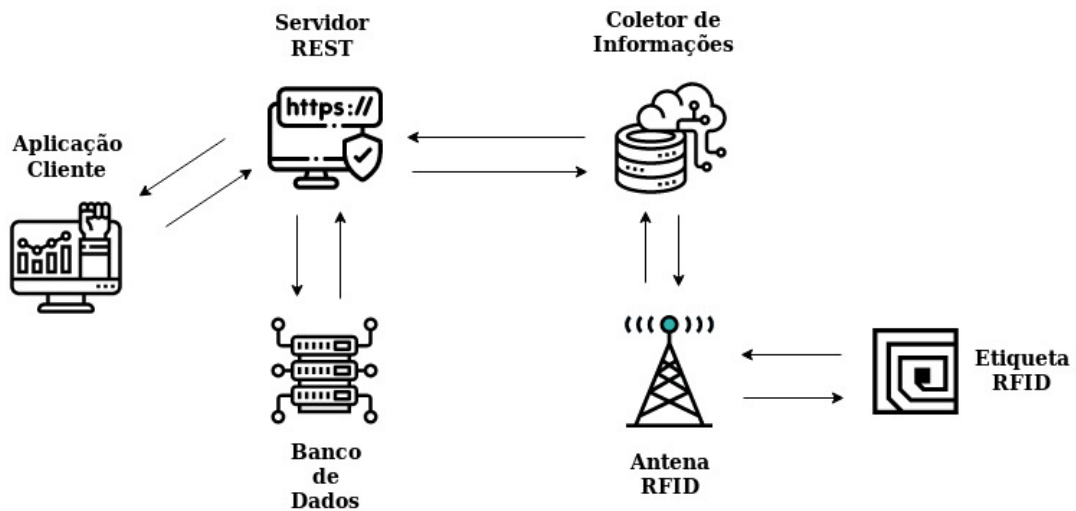 Servidor
REST
Coletor de
Informações
https://
Aplicação
Cliente
Etiqueta
RFID
Banco
de
Dados
Antena
RFID